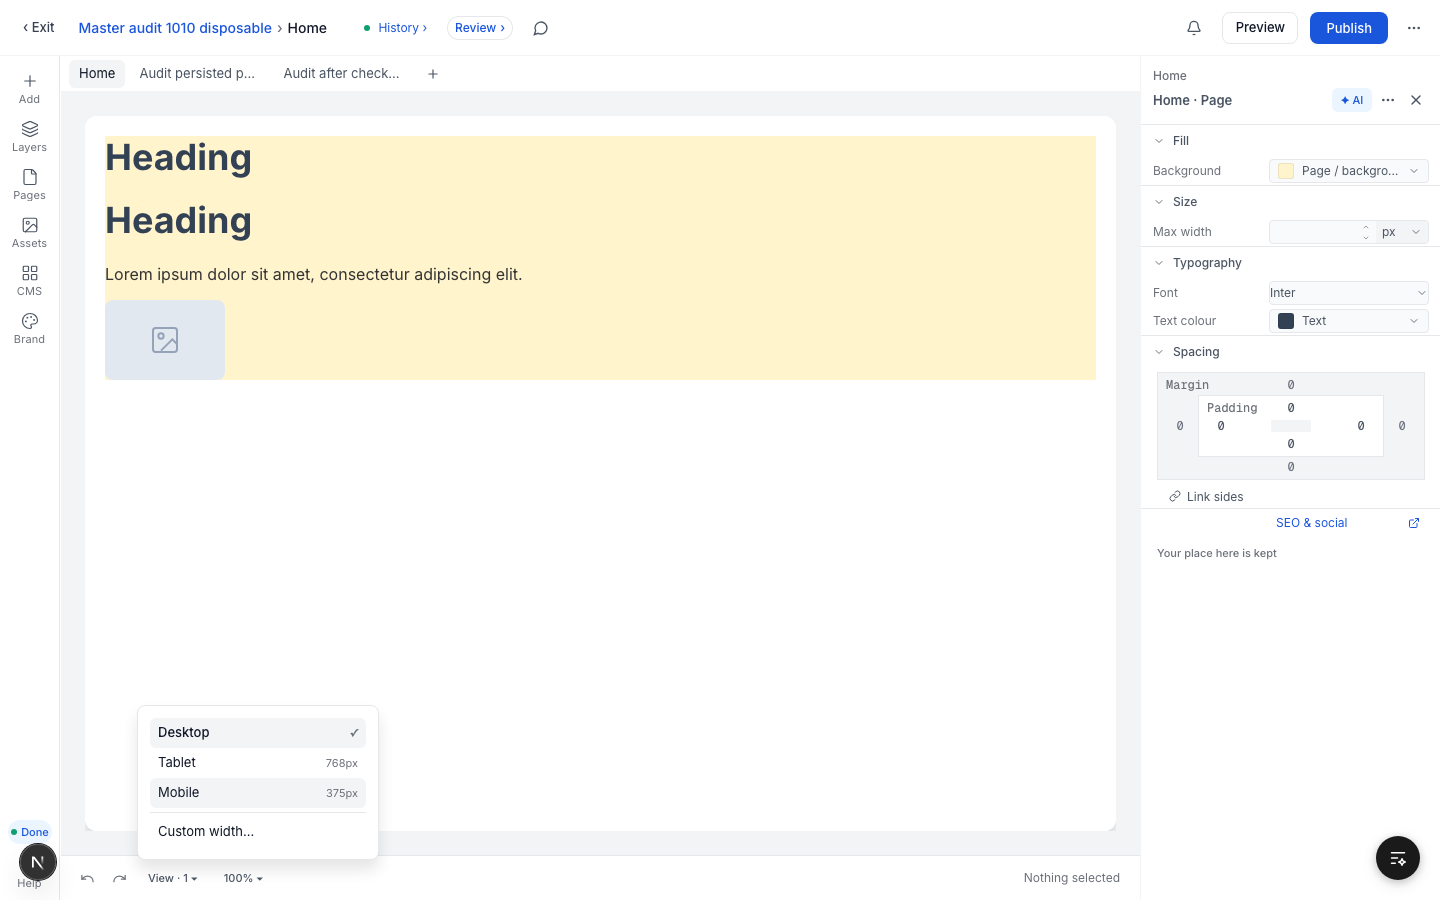 ‹ Exit
Master audit 1010 disposable › Home
History ›
Review ›
Preview
Publish
Add
Layers
Pages
Assets
CMS
Brand
Done
N
Help
Home
Audit persisted p...
Audit after check...
Heading
Heading
Lorem ipsum dolor sit amet, consectetur adipiscing elit.
Desktop ✓
Tablet 768px
Mobile 375px
Custom width...
View · 1
100%
Nothing selected
Home
Home · Page
AI
Fill
Background Page / backgro...
Size
Max width px
Typography
Font Inter
Text colour Text
Spacing
Margin 0
Padding 0
0 0 0 0
0
0
Link sides
SEO & social
Your place here is kept